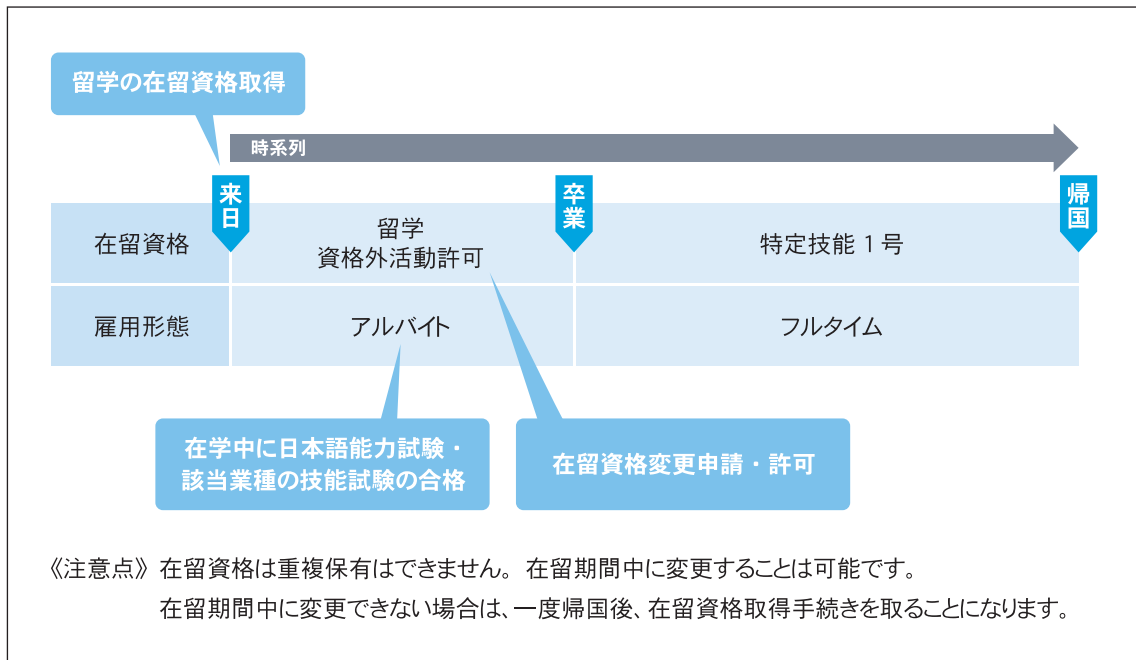 留学の在留資格取得
時系列
来日
卒業
帰国
在留資格
留学
資格外活動許可
特定技能 1 号
雇用形態
アルバイト
フルタイム
在学中に日本語能力試験・
該当業種の技能試験の合格
在留資格変更申請・許可
《注意点》 在留資格は重複保有はできません。在留期間中に変更することは可能です。
在留期間中に変更できない場合は、一度帰国後、在留資格取得手続きを取ることになります。